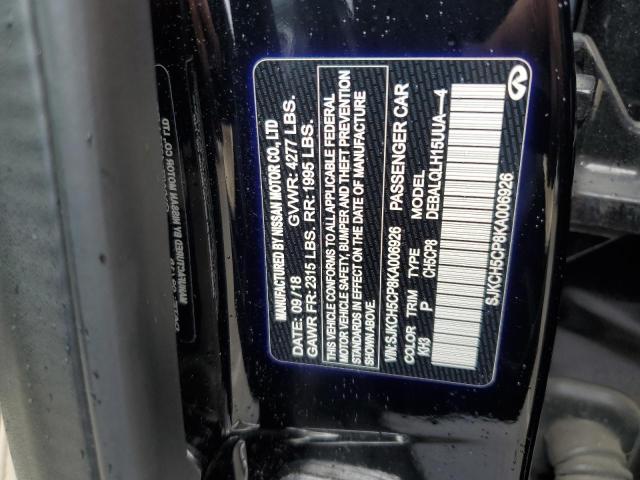 MANUFACTURED BY NISSAN MOTOR CO., LTD
DATE: 09/18 GVWR: 4277 LBS.
GAWR FR: 2315 LBS. RR: 1995 LBS.
THIS VEHICLE CONFORMS TO ALL APPLICABLE FEDERAL
MOTOR VEHICLE SAFETY, BUMPER AND THEFT PREVENTION
STANDARDS IN EFFECT ON THE DATE OF MANUFACTURE
SHOWN ABOVE.
VIN: SJKCH5CP8KA006926 PASSENGER CAR
COLOR TRIM TYPE MODEL
KH3 P CH5CP8 DEBALQLH15UUA--4
SJKCH5CP8KA006926